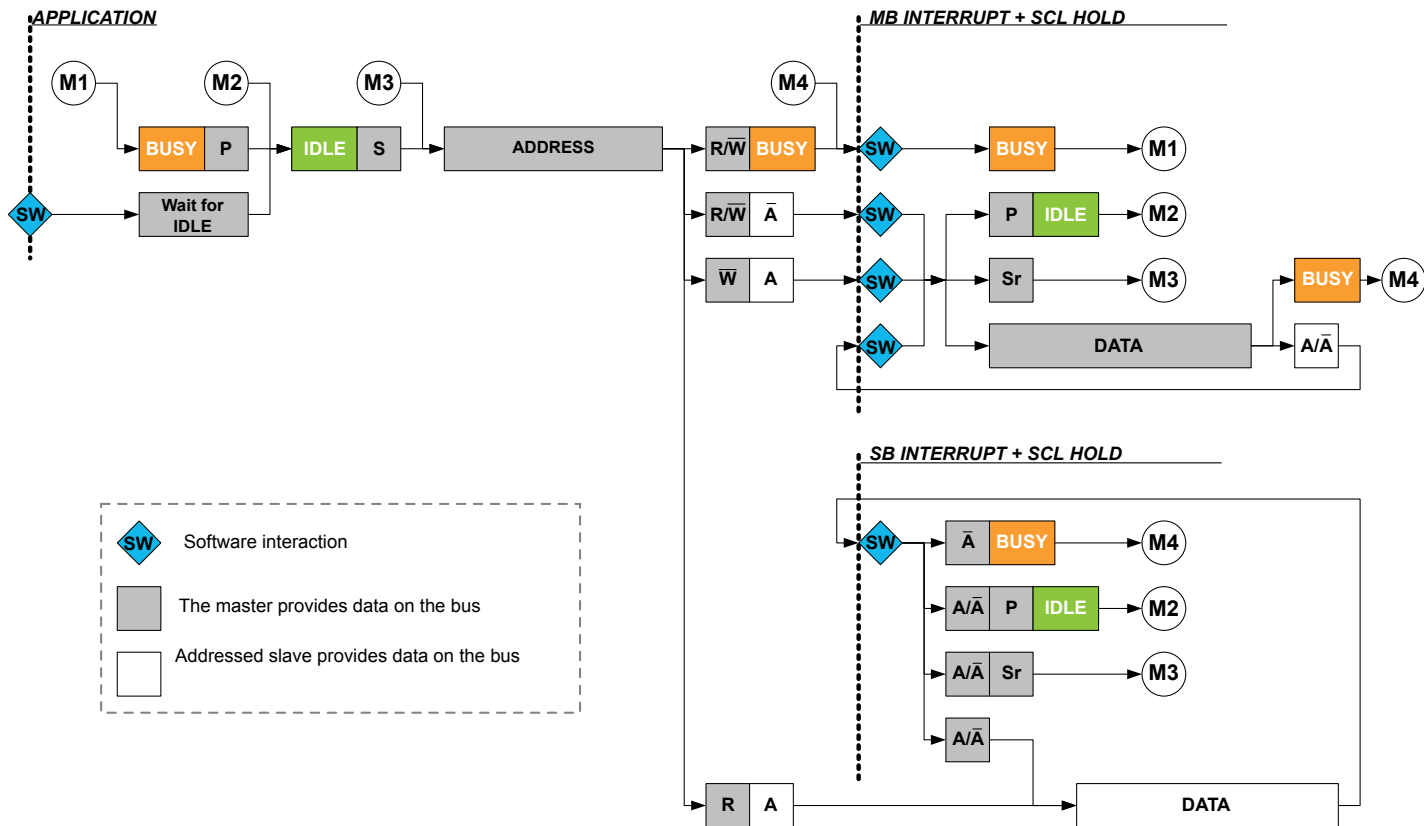 APPLICATION
MB INTERRUPT + SCL HOLD
M1
M2
M3
M4
BUSY P
IDLE S
ADDRESS
R/W̅ BUSY
SW
BUSY
M1
SW
Wait for
IDLE
R/W̅ A̅
SW
P IDLE
M2
W̅ A
SW
Sr
M3
BUSY
M4
SW
DATA
A/A̅
SB INTERRUPT + SCL HOLD
SW
A̅ BUSY
M4
A/A̅ P IDLE
M2
A/A̅ Sr
M3
A/A̅
R A
DATA
SW Software interaction
The master provides data on the bus
Addressed slave provides data on the bus